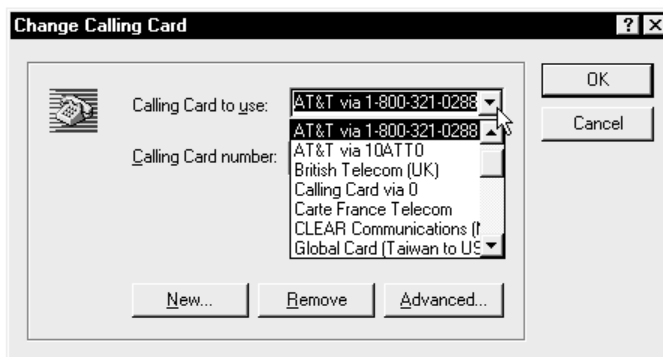 Change Calling Card
OK
Calling Card to use: AT&T via 1-800-321-0288
Cancel
AT&T via 1-800-321-0288
AT&T via 10ATT0
Calling Card number:
British Telecom (UK)
Calling Card via 0
Carte France Telecom
CLEAR Communications (
Global Card (Taiwan to US
New... Remove Advanced...